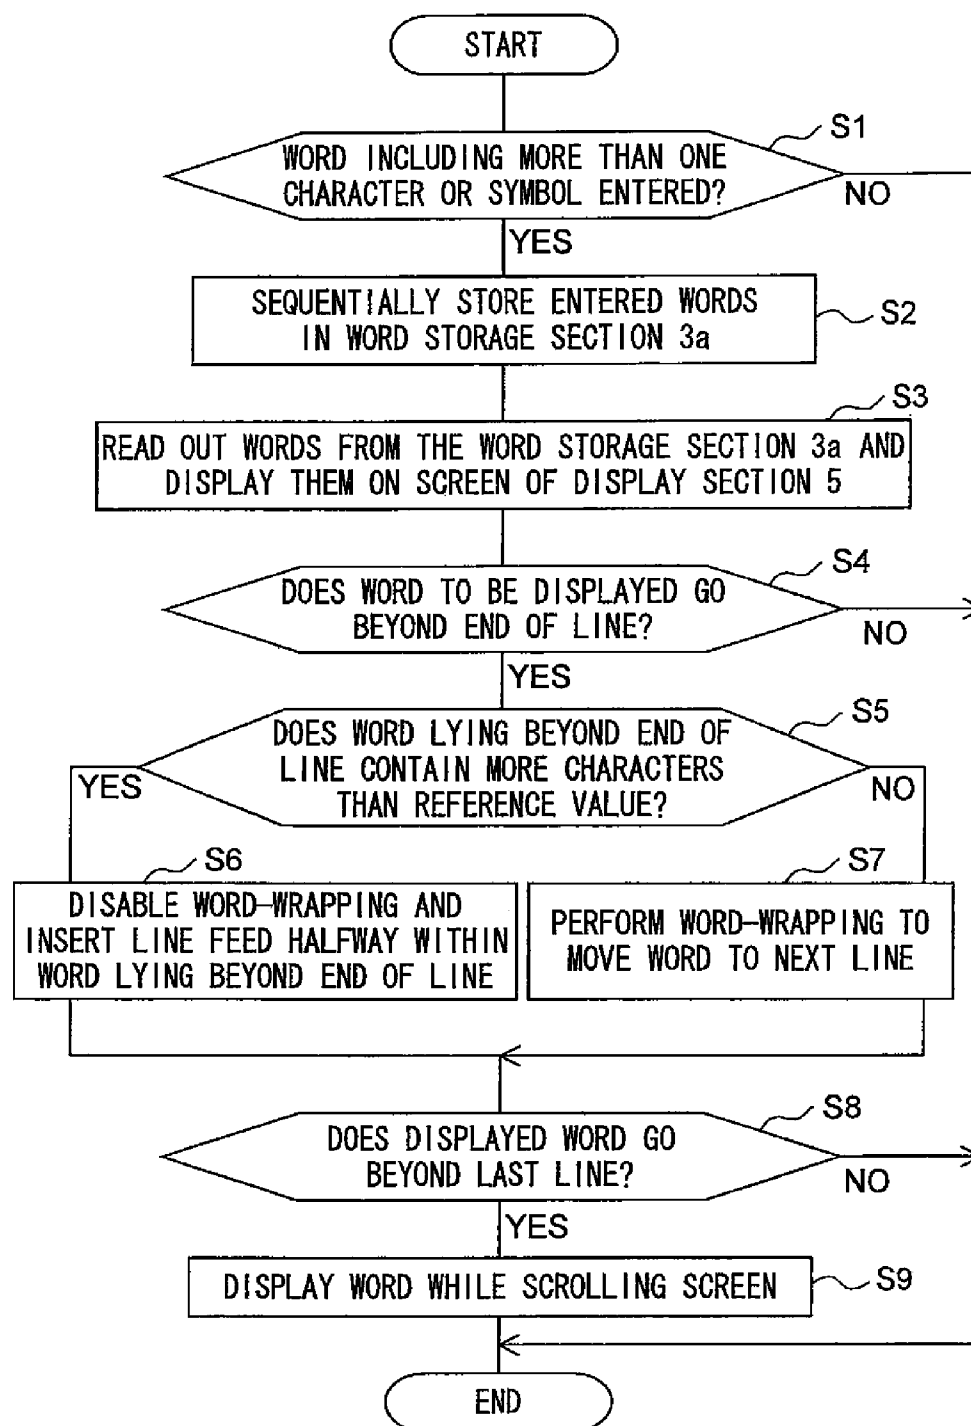 START
S1
WORD INCLUDING MORE THAN ONE
CHARACTER OR SYMBOL ENTERED?
NO
YES
SEQUENTIALLY STORE ENTERED WORDS
IN WORD STORAGE SECTION 3a
S2
S3
READ OUT WORDS FROM THE WORD STORAGE SECTION 3a AND
DISPLAY THEM ON SCREEN OF DISPLAY SECTION 5
S4
DOES WORD TO BE DISPLAYED GO
BEYOND END OF LINE?
NO
YES
S5
DOES WORD LYING BEYOND END OF
LINE CONTAIN MORE CHARACTERS
THAN REFERENCE VALUE?
YES
NO
S6
DISABLE WORD-WRAPPING AND
INSERT LINE FEED HALFWAY WITHIN
WORD LYING BEYOND END OF LINE
S7
PERFORM WORD-WRAPPING TO
MOVE WORD TO NEXT LINE
S8
DOES DISPLAYED WORD GO
BEYOND LAST LINE?
NO
YES
DISPLAY WORD WHILE SCROLLING SCREEN
S9
END